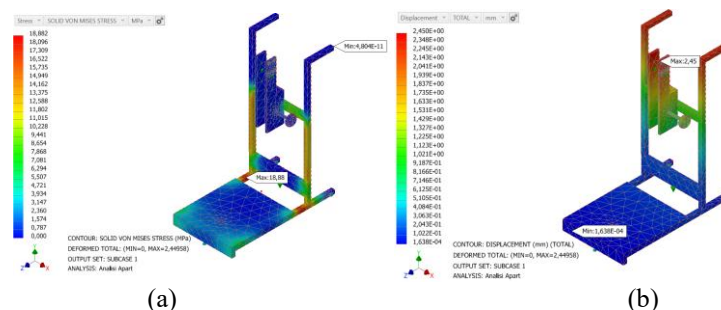 Stress SOLID VON MISES STRESS MPa
18,882
18,096
17,309
16,522
15,735
14,949
14,162
13,375
12,588
11,802
11,015
10,228
9,441
8,654
7,868
7,081
6,294
5,507
4,721
3,934
3,147
2,360
1,574
0,787
0,000
Min:4,804E-11
Max:18,88
CONTOUR: SOLID VON MISES STRESS (MPa)
DEFORMED TOTAL: (MIN=0, MAX=2,44958)
OUTPUT SET: SUBCASE 1
ANALYSIS: Analisi Apart
Y
Z X
(a)
Displacement TOTAL mm
2,450E+00
2,348E+00
2,245E+00
2,143E+00
2,041E+00
1,939E+00
1,837E+00
1,735E+00
1,633E+00
1,531E+00
1,429E+00
1,327E+00
1,225E+00
1,123E+00
1,021E+00
9,187E-01
8,166E-01
7,146E-01
6,125E-01
5,105E-01
4,084E-01
3,063E-01
2,043E-01
1,022E-01
1,638E-04
Max:2,45
Min:1,638E-04
CONTOUR: DISPLACEMENT (mm) (TOTAL)
DEFORMED TOTAL: (MIN=0, MAX=2,44958)
OUTPUT SET: SUBCASE 1
ANALYSIS: Analisi Apart
Y
Z X
(b)